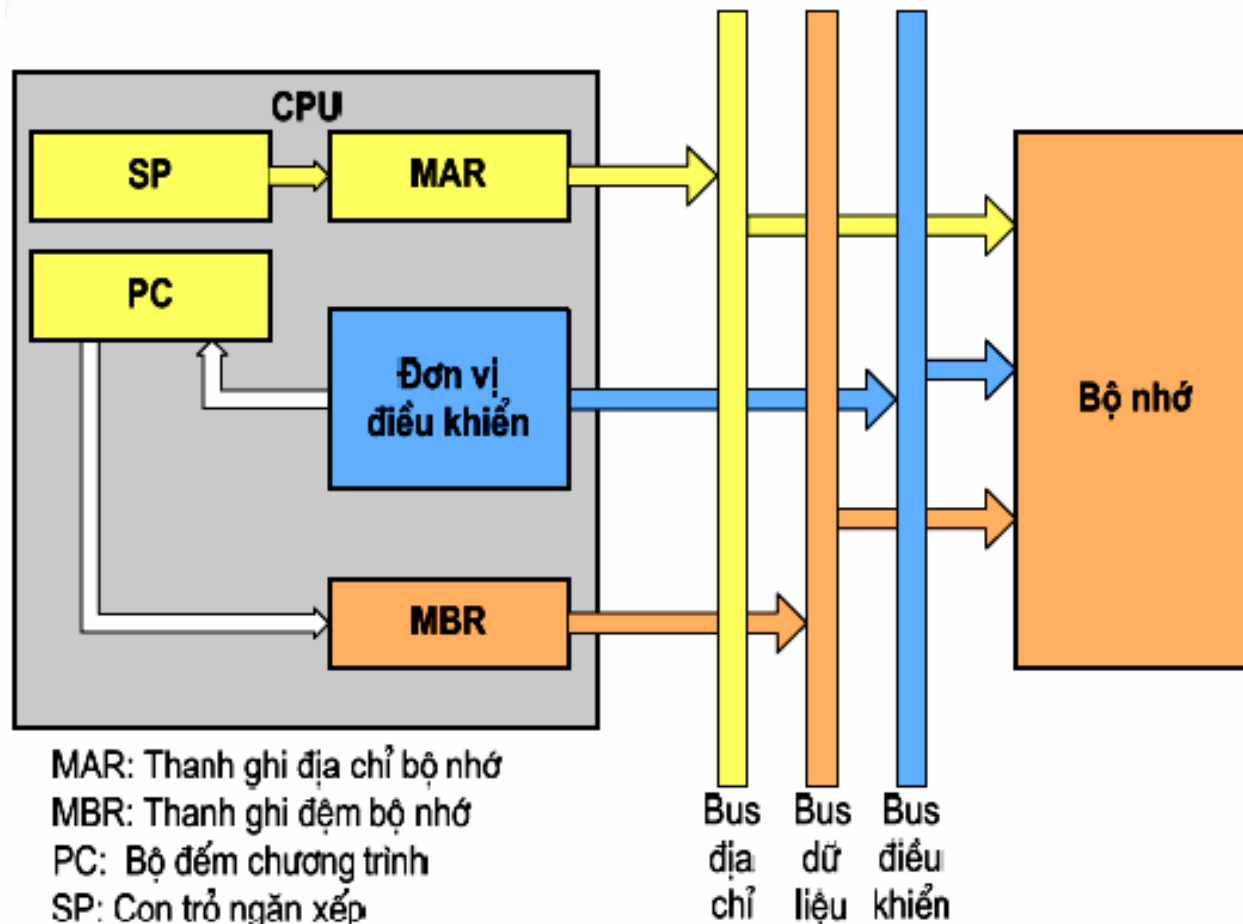 CPU
SP
MAR
PC
Đơn vị
điều khiển
Bộ nhớ
MBR
MAR: Thanh ghi địa chỉ bộ nhớ
MBR: Thanh ghi đệm bộ nhớ
PC: Bộ đếm chương trình
SP: Con trỏ ngăn xếp
Bus
địa
chỉ
Bus
dữ
liệu
Bus
điều
khiển